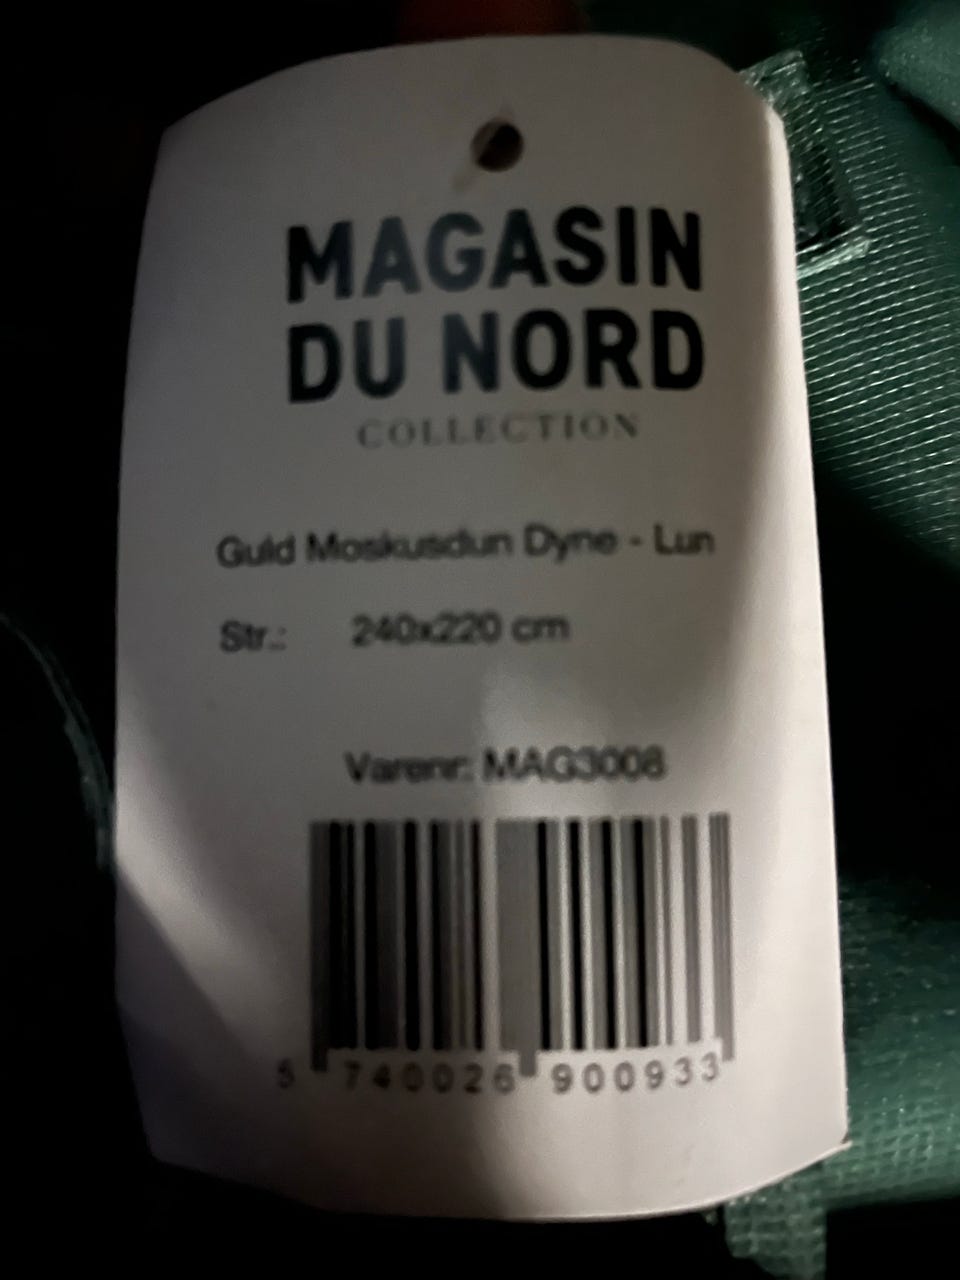 MAGASIN
DU NORD
COLLECTION
Guld Moskusdun Dyne - Lun
Str.: 240x220 cm
Varenr: MAG3008
5 740026 900933